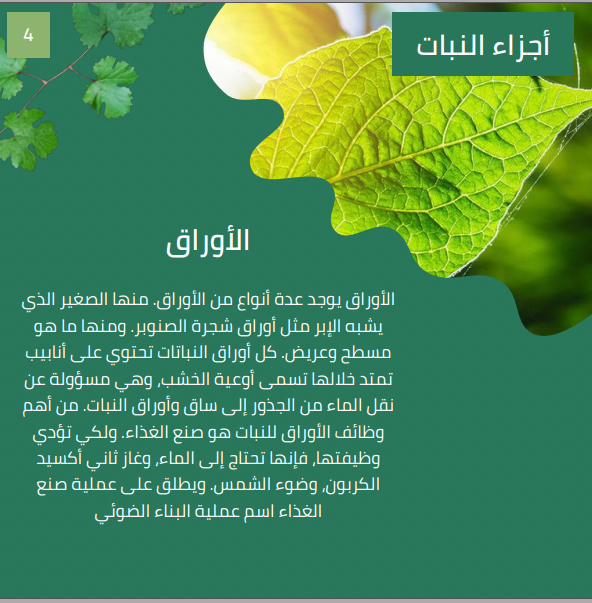 أجزاء النبات
4
الأوراق
الأوراق يوجد عدة أنواع من الأوراق. منها الصغير الذي
يشبه الإبر مثل أوراق شجرة الصنوبر. ومنها ما هو
مسطح وعريض. كل أوراق النباتات تحتوي على أنابيب
تمتد خلالها تسمى أوعية الخشب، وهي مسؤولة عن
نقل الماء من الجذور إلى ساق وأوراق النبات. من أهم
وظائف الأوراق للنبات هو صنع الغذاء. ولكي تؤدي
وظيفتها، فإنها تحتاج إلى الماء، وغاز ثاني أكسيد
الكربون، وضوء الشمس. ويطلق على عملية صنع
الغذاء اسم عملية البناء الضوئي